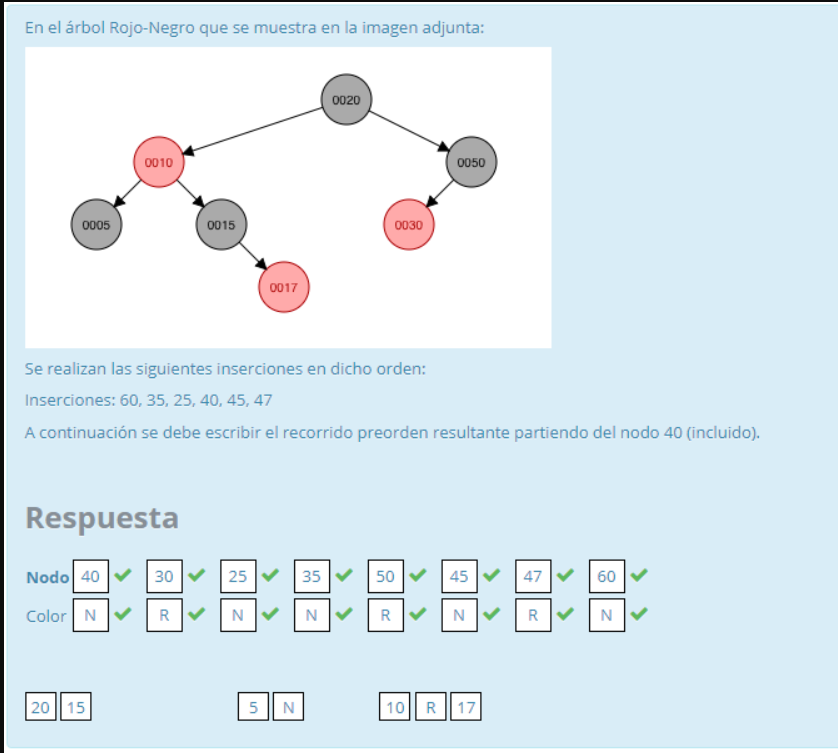 En el árbol Rojo-Negro que se muestra en la imagen adjunta:
0020
0010 0050
0005 0015 0030
0017
Se realizan las siguientes inserciones en dicho orden:
Inserciones: 60, 35, 25, 40, 45, 47
A continuación se debe escribir el recorrido preorden resultante partiendo del nodo 40 (incluido).
Respuesta
Nodo 40 30 25 35 50 45 47 60
Color N R N N R N R N
20 15 5 N 10 R 17